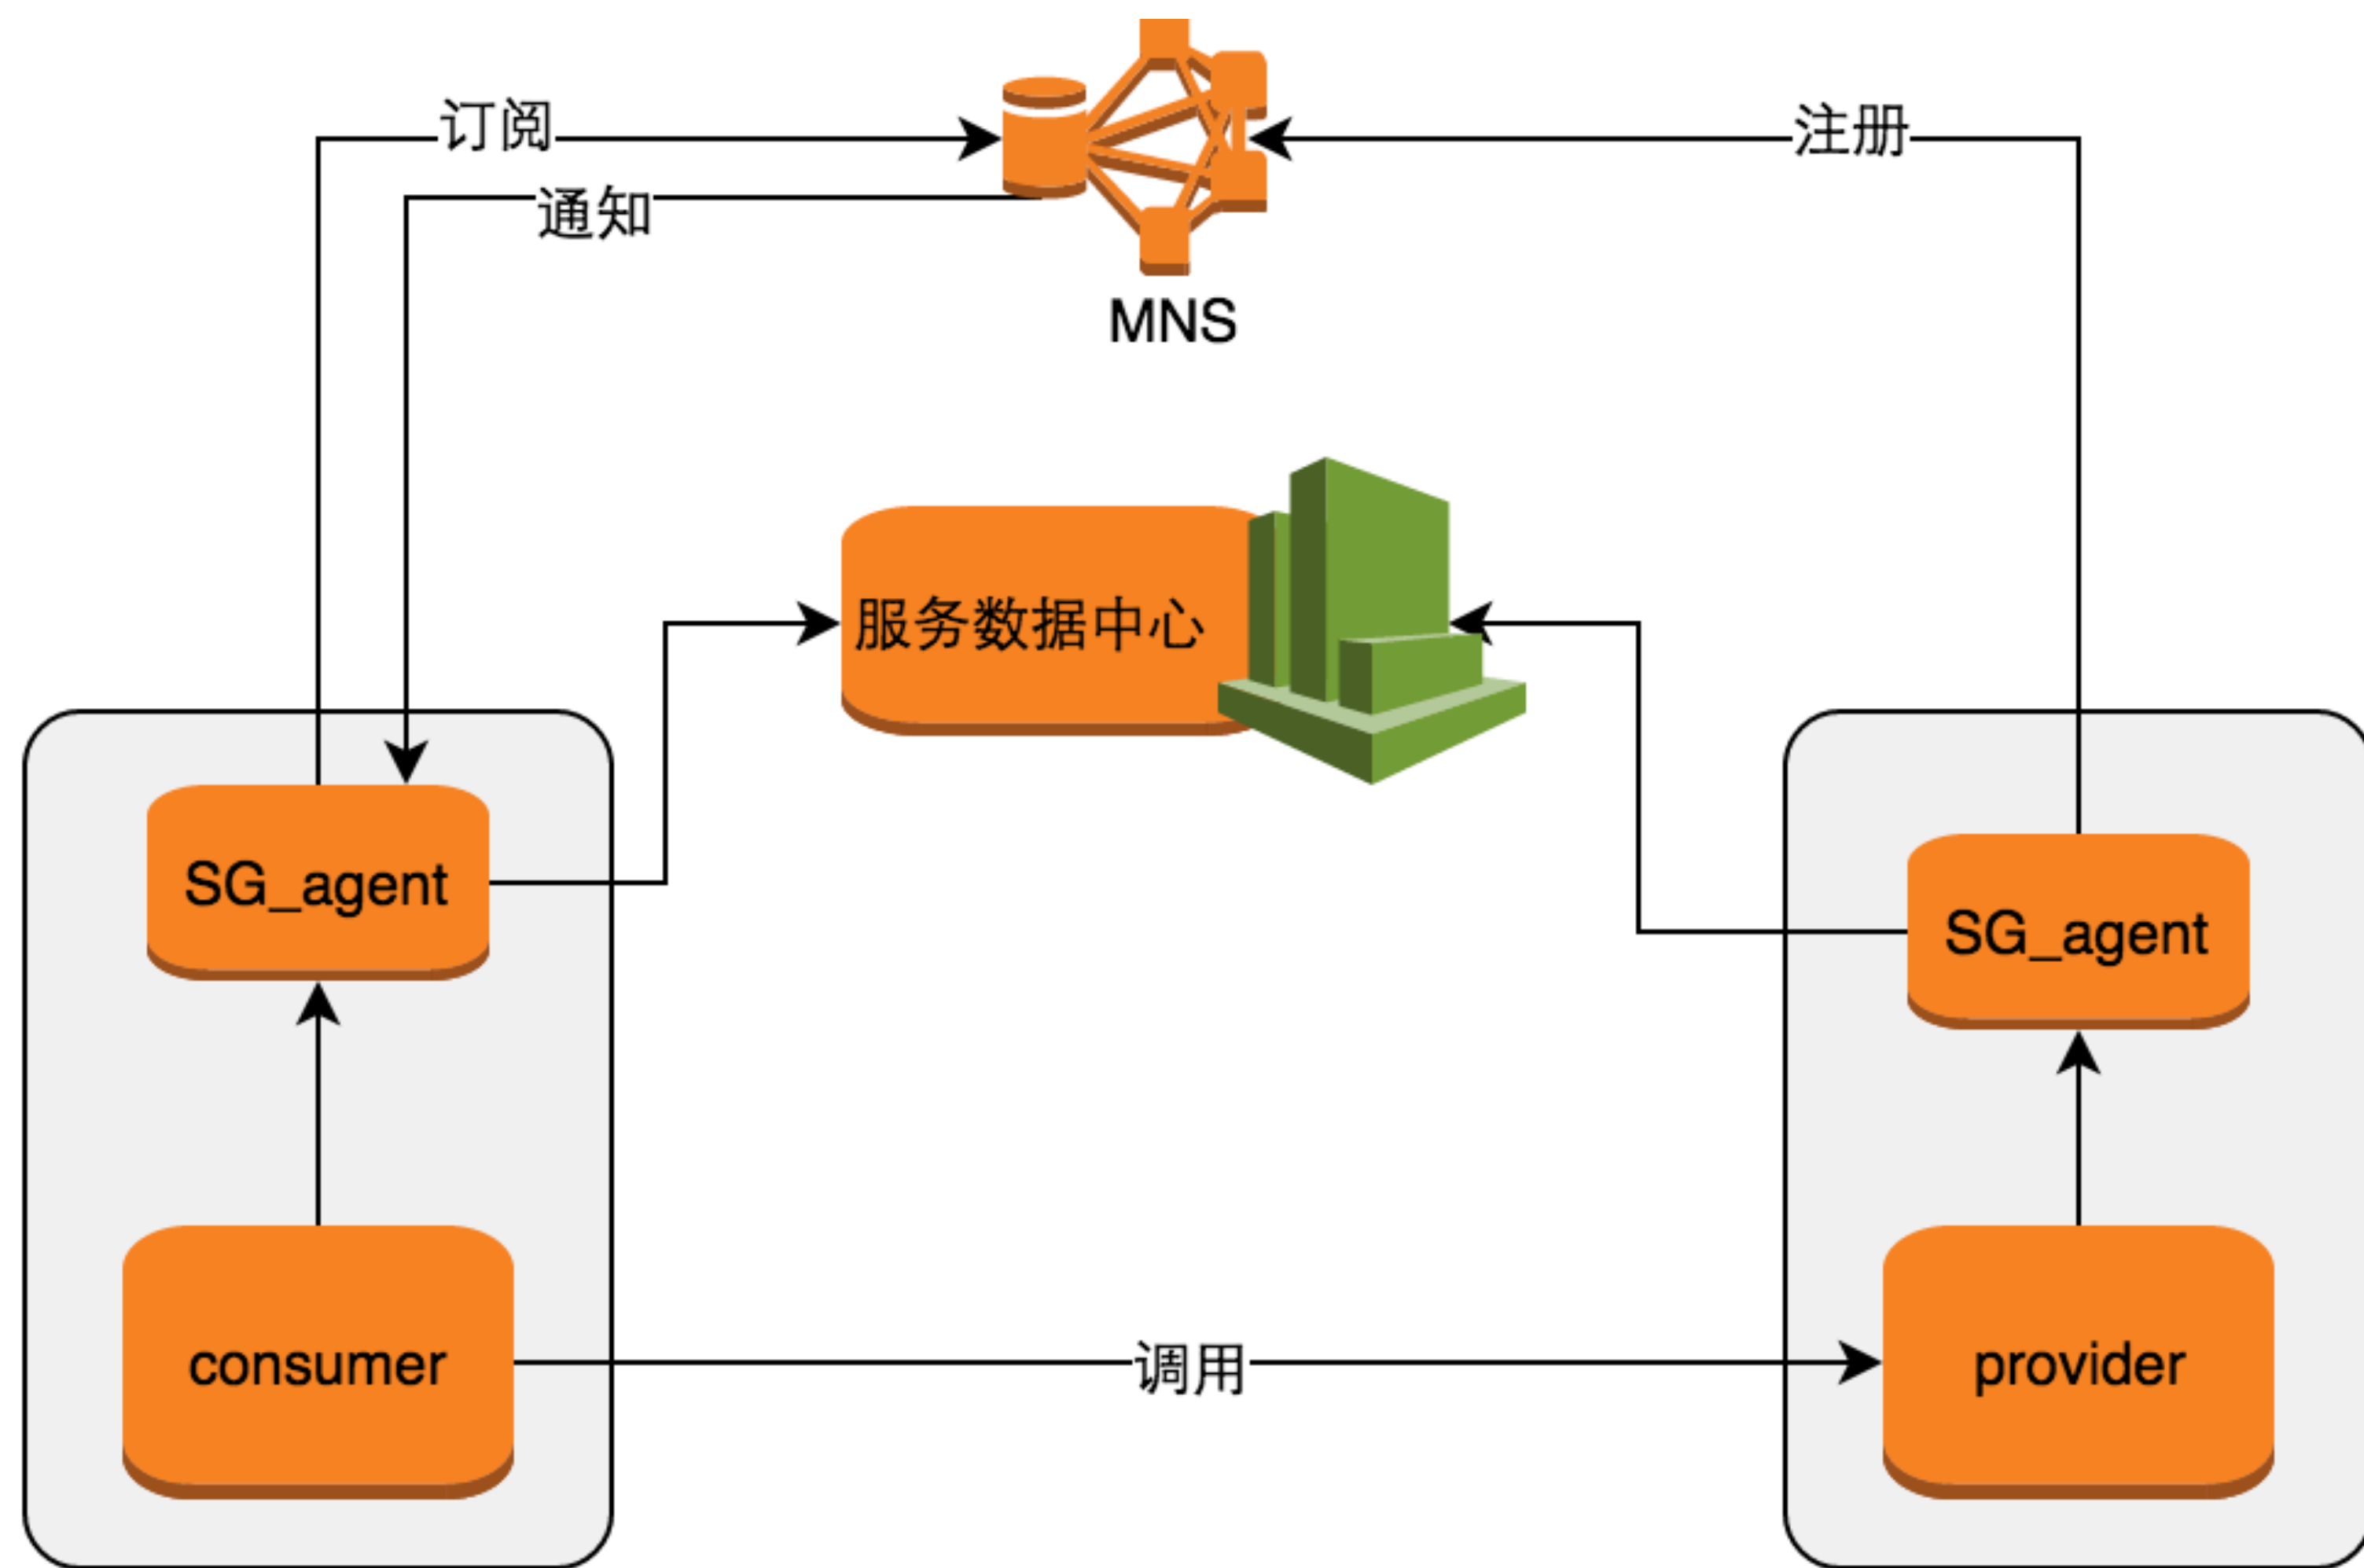 订阅
注册
通知
MNS
服务数据中心
SG_agent
SG_agent
consumer
调用
provider